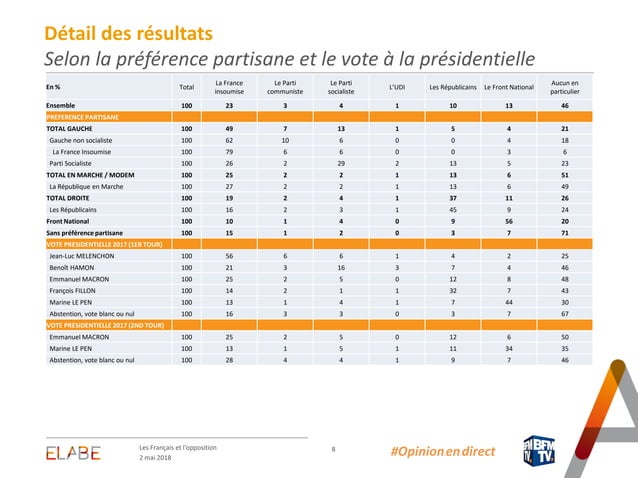 Détail des résultats
Selon la préférence partisane et le vote à la présidentielle
En % Total La France insoumise Le Parti communiste Le Parti socialiste L'UDI Les Républicains Le Front National Aucun en particulier
Ensemble 100 23 3 4 1 10 13 46
PREFERENCE PARTISANE
TOTAL GAUCHE 100 49 7 13 1 5 4 21
Gauche non socialiste 100 62 10 6 0 0 4 18
La France Insoumise 100 79 6 6 0 0 3 6
Parti Socialiste 100 26 2 29 2 13 5 23
TOTAL EN MARCHE / MODEM 100 25 2 2 1 13 6 51
La République en Marche 100 27 2 2 1 13 6 49
TOTAL DROITE 100 19 2 4 1 37 11 26
Les Républicains 100 16 2 3 1 45 9 24
Front National 100 10 1 4 0 9 56 20
Sans préférence partisane 100 15 1 2 0 3 7 71
VOTE PRESIDENTIELLE 2017 (1ER TOUR)
Jean-Luc MELENCHON 100 56 6 6 1 4 2 25
Benoît HAMON 100 21 3 16 3 7 4 46
Emmanuel MACRON 100 25 2 5 0 12 8 48
François FILLON 100 14 2 1 1 32 7 43
Marine LE PEN 100 13 1 4 1 7 44 30
Abstention, vote blanc ou nul 100 16 3 3 0 3 7 67
VOTE PRESIDENTIELLE 2017 (2ND TOUR)
Emmanuel MACRON 100 25 2 5 0 12 6 50
Marine LE PEN 100 13 1 5 1 11 34 35
Abstention, vote blanc ou nul 100 28 4 4 1 9 7 46
ELABE
Les Français et l'opposition
2 mai 2018
8
#Opinionendirect
BFM
TV.